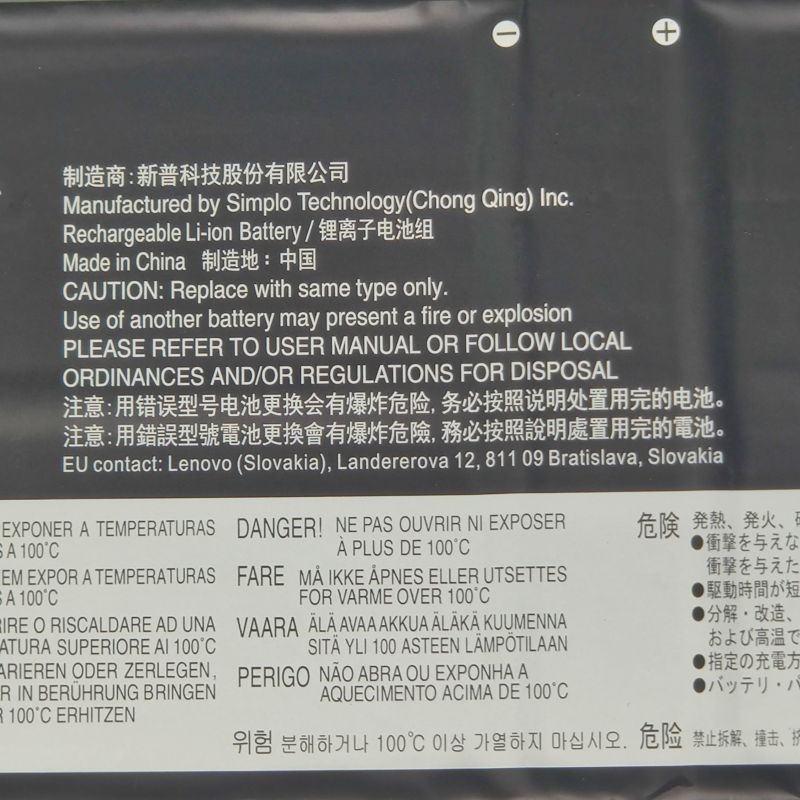 制造商:新普科技股份有限公司
Manufactured by Simplo Technology(Chong Qing) Inc.
Rechargeable Li-ion Battery / 锂离子电池组
Made in China 制造地：中国
CAUTION: Replace with same type only.
Use of another battery may present a fire or explosion
PLEASE REFER TO USER MANUAL OR FOLLOW LOCAL
ORDINANCES AND/OR REGULATIONS FOR DISPOSAL
注意:用错误型号电池更换会有爆炸危险, 务必按照说明处置用完的电池。
注意:用錯誤型號電池更換會有爆炸危險, 務必按照說明處置用完的電池。
EU contact: Lenovo (Slovakia), Landererova 12, 811 09 Bratislava, Slovakia
EXPONER A TEMPERATURAS
A 100°C
EM EXPOR A TEMPERATURAS
A 100°C
RIRE O RISCALDARE AD UNA
ATURA SUPERIORE AI 100°C
ARIEREN ODER ZERLEGEN,
R IN BERÜHRUNG BRINGEN
R 100°C ERHITZEN
DANGER! NE PAS OUVRIR NI EXPOSER
À PLUS DE 100°C
FARE MÅ IKKE ÅPNES ELLER UTSETTES
FOR VARME OVER 100°C
VAARA ÄLÄ AVAA AKKUA ÄLÄKÄ KUUMENNA
SITÄ YLI 100 ASTEEN LÄMPÖTILAAN
PERIGO NÃO ABRA OU EXPONHA A
AQUECIMENTO ACIMA DE 100°C
위험 분해하거나 100°C 이상 가열하지 마십시오.
危険 発熱、発火、
●衝撃を与えな
衝撃を与えた
●駆動時間が短
●分解・改造、
および高温で
●指定の充電方
●バッテリ・パ
危险 禁止拆解、撞击、挤